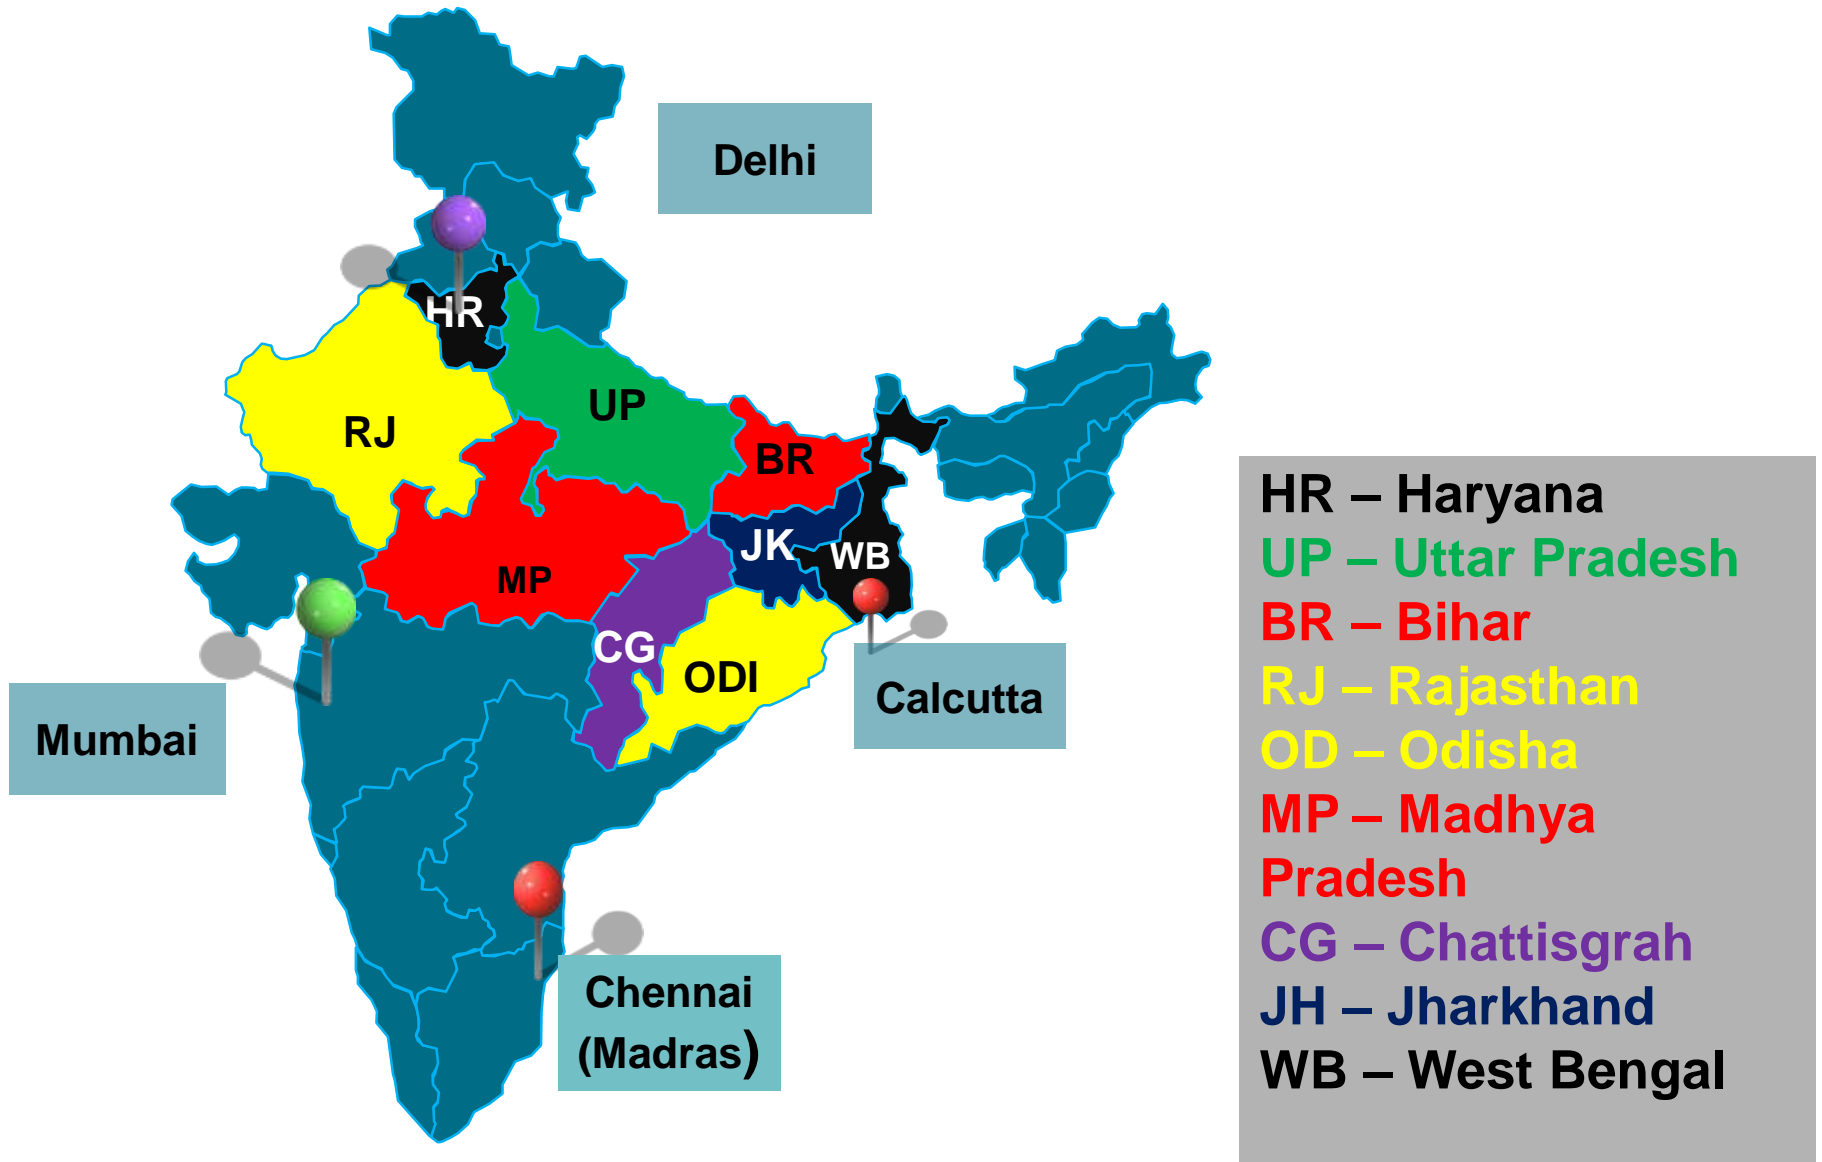 Delhi
HR
UP
RJ
BR
JK
WB
MP
CG
ODI
Calcutta
Mumbai
Chennai
(Madras)
HR – Haryana
UP – Uttar Pradesh
BR – Bihar
RJ – Rajasthan
OD – Odisha
MP – Madhya
Pradesh
CG – Chattisgrah
JH – Jharkhand
WB – West Bengal